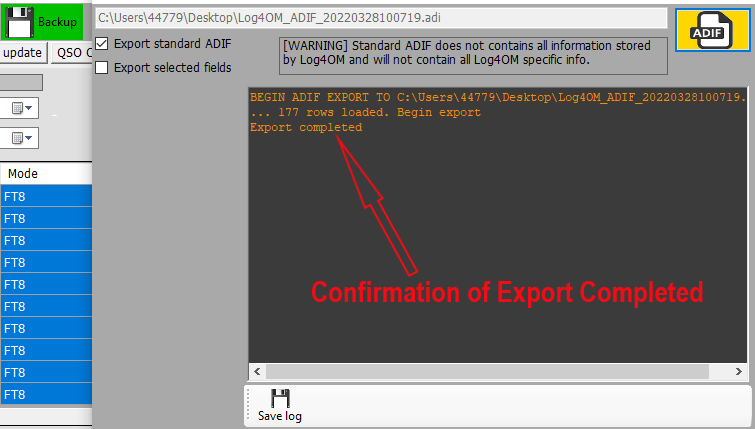 Backup
C:\Users\44779\Desktop\Log4OM_ADIF_20220328100719.adi
ADIF
update
QSO
Export standard ADIF
[WARNING] Standard ADIF does not contains all information stored
by Log4OM and will not contain all Log4OM specific info.
Export selected fields
BEGIN ADIF EXPORT TO C:\Users\44779\Desktop\Log4OM_ADIF_20220328100719.
... 177 rows loaded. Begin export
Export completed
Mode
FT8
FT8
FT8
FT8
FT8
FT8
FT8
FT8
FT8
FT8
Confirmation of Export Completed
Save log